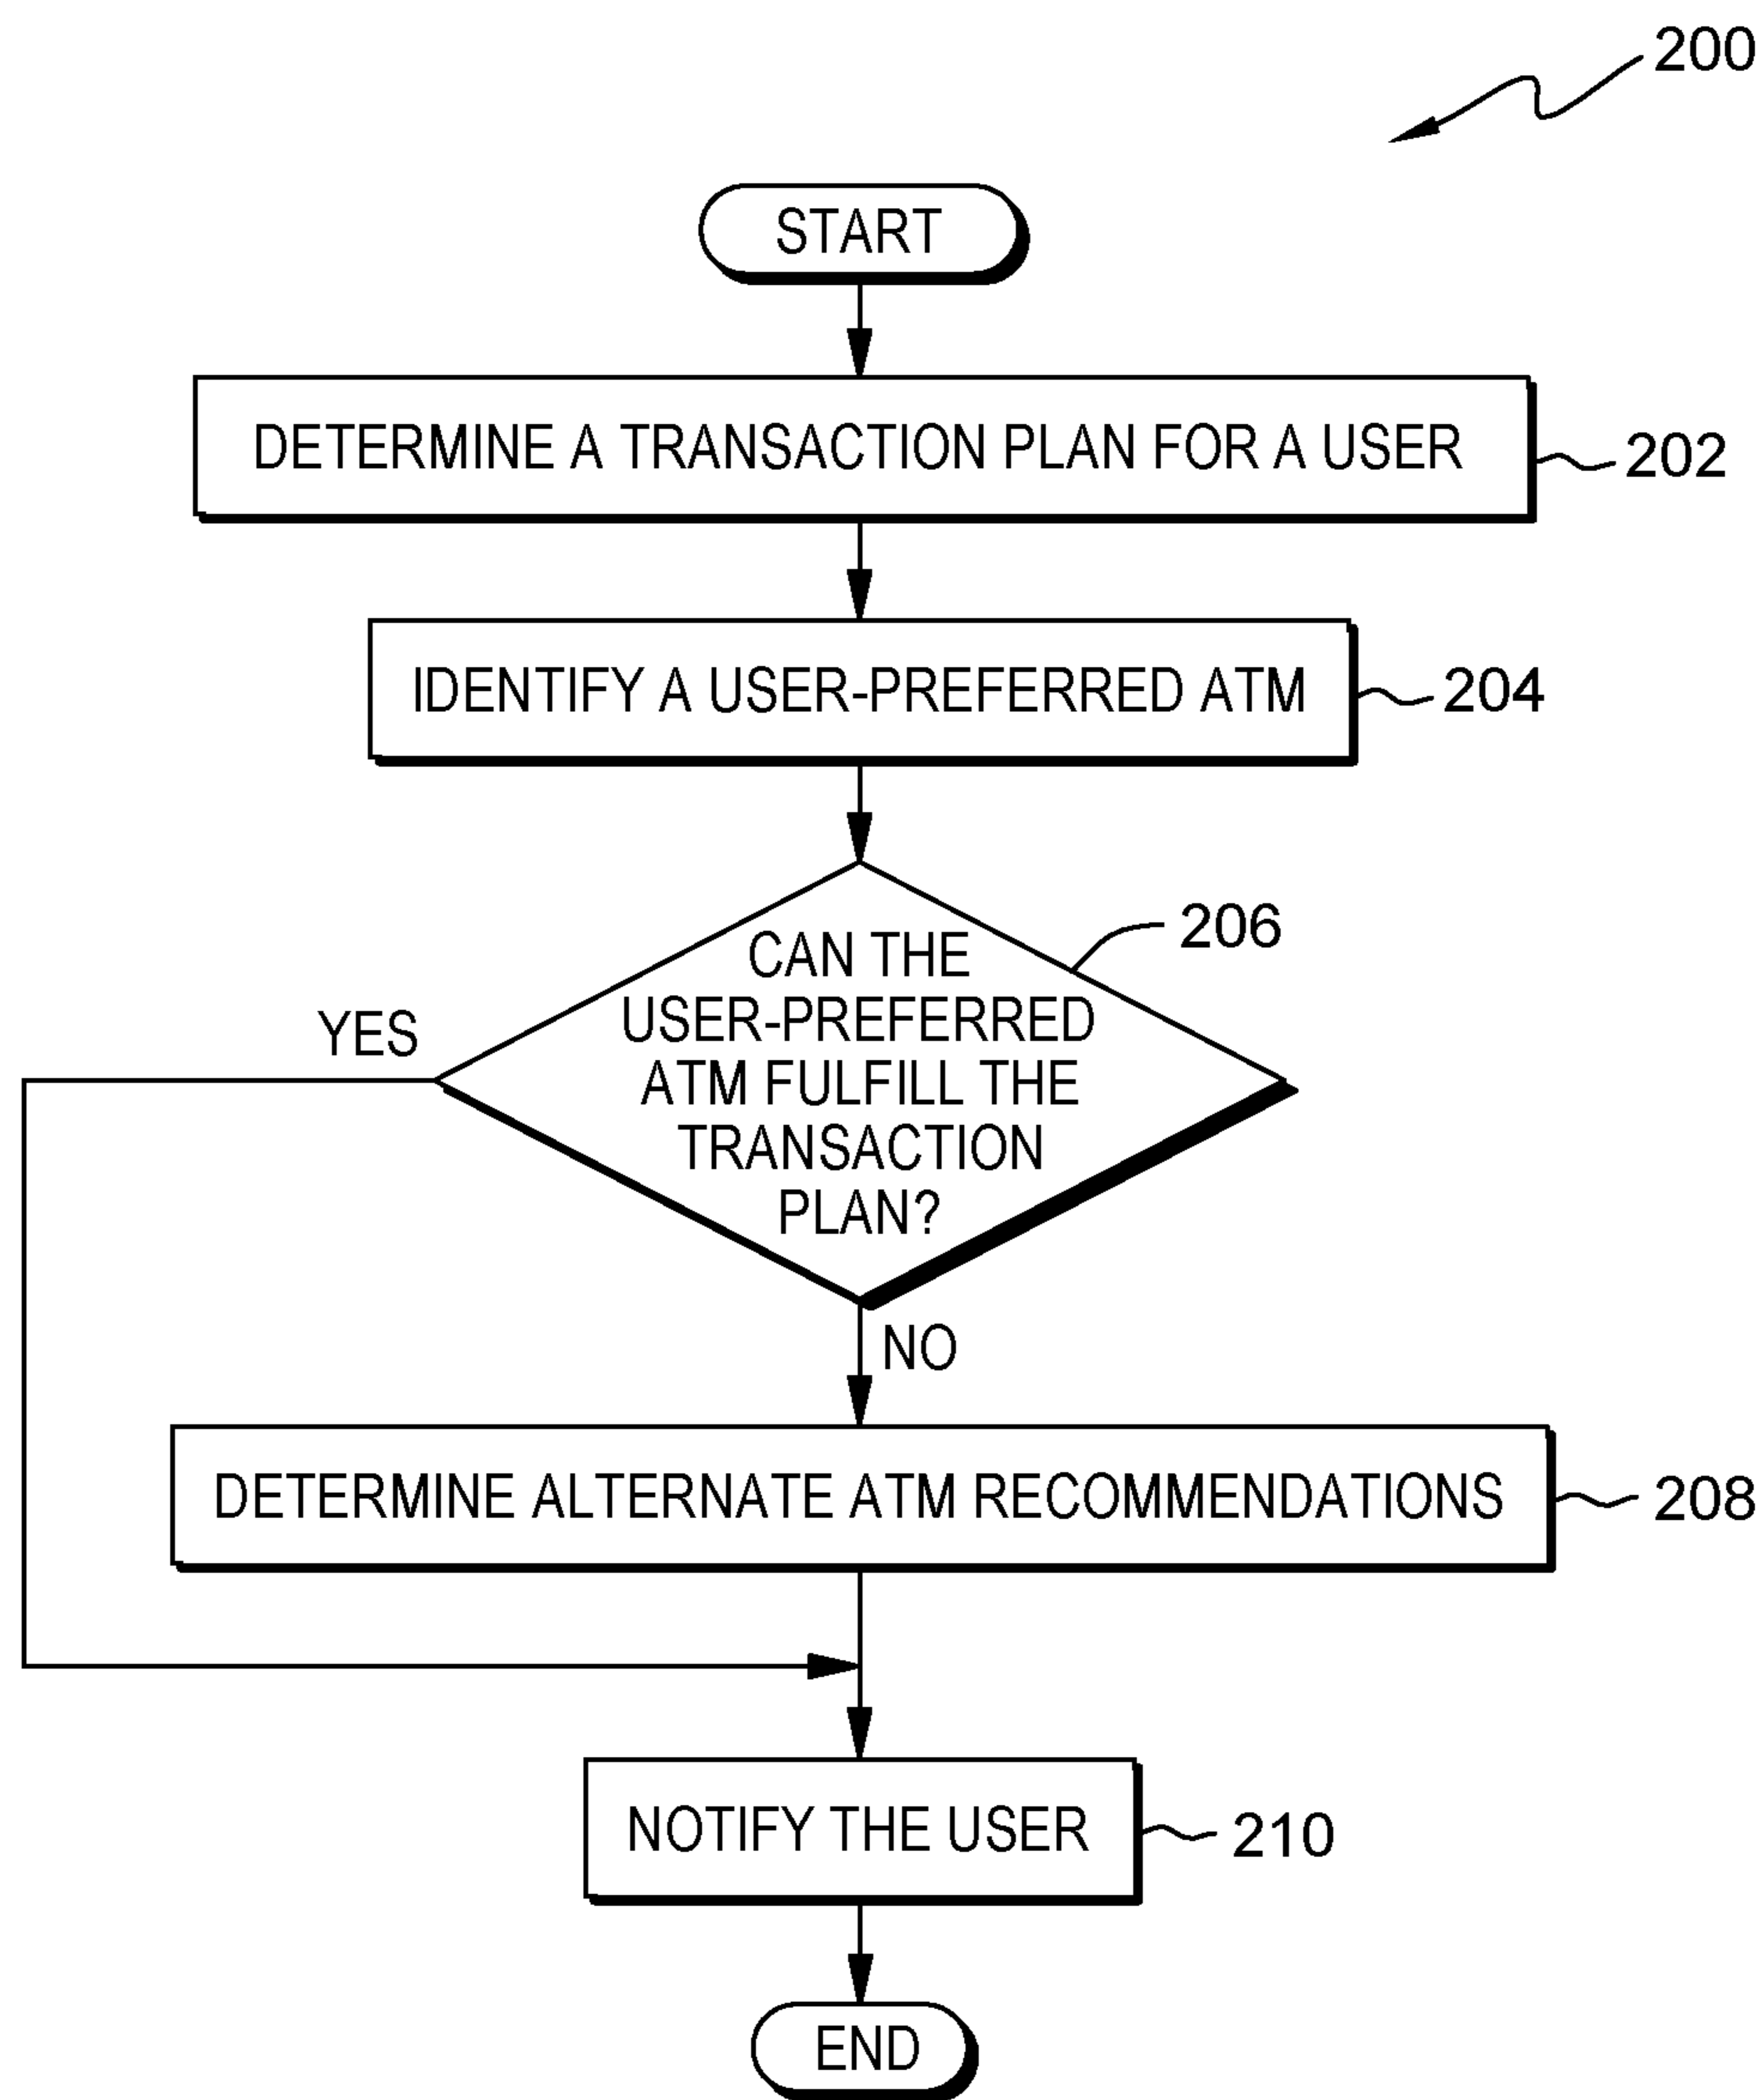 200
START
DETERMINE A TRANSACTION PLAN FOR A USER
202
IDENTIFY A USER-PREFERRED ATM
204
206
CAN THE
USER-PREFERRED
ATM FULFILL THE
TRANSACTION
PLAN?
YES
NO
DETERMINE ALTERNATE ATM RECOMMENDATIONS
208
NOTIFY THE USER
210
END